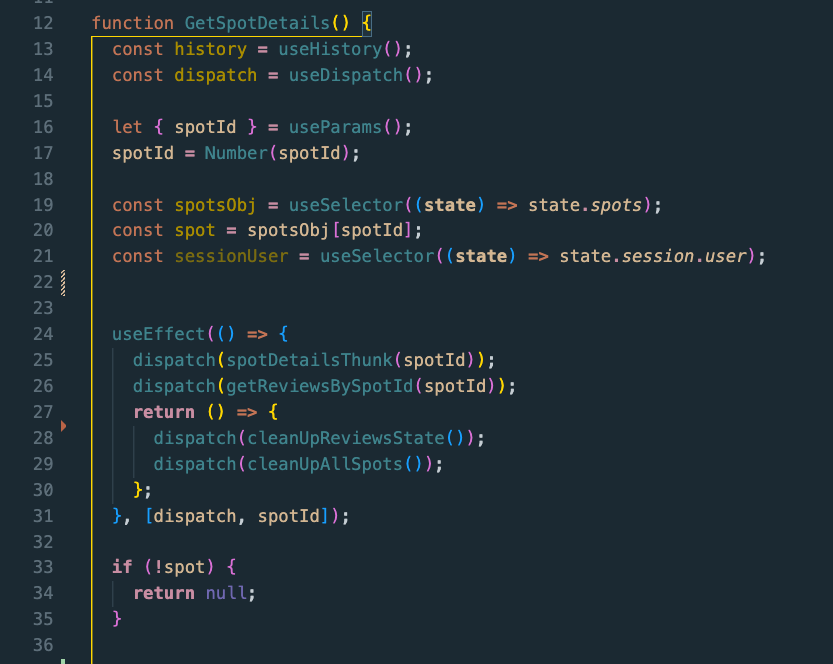 12 function GetSpotDetails() {
13 const history = useHistory();
14 const dispatch = useDispatch();
15
16 let { spotId } = useParams();
17 spotId = Number(spotId);
18
19 const spotsObj = useSelector((state) => state.spots);
20 const spot = spotsObj[spotId];
21 const sessionUser = useSelector((state) => state.session.user);
22
23
24 useEffect(() => {
25 dispatch(spotDetailsThunk(spotId));
26 dispatch(getReviewsBySpotId(spotId));
27 return () => {
28 dispatch(cleanUpReviewsState());
29 dispatch(cleanUpAllSpots());
30 };
31 }, [dispatch, spotId]);
32
33 if (!spot) {
34 return null;
35 }
36